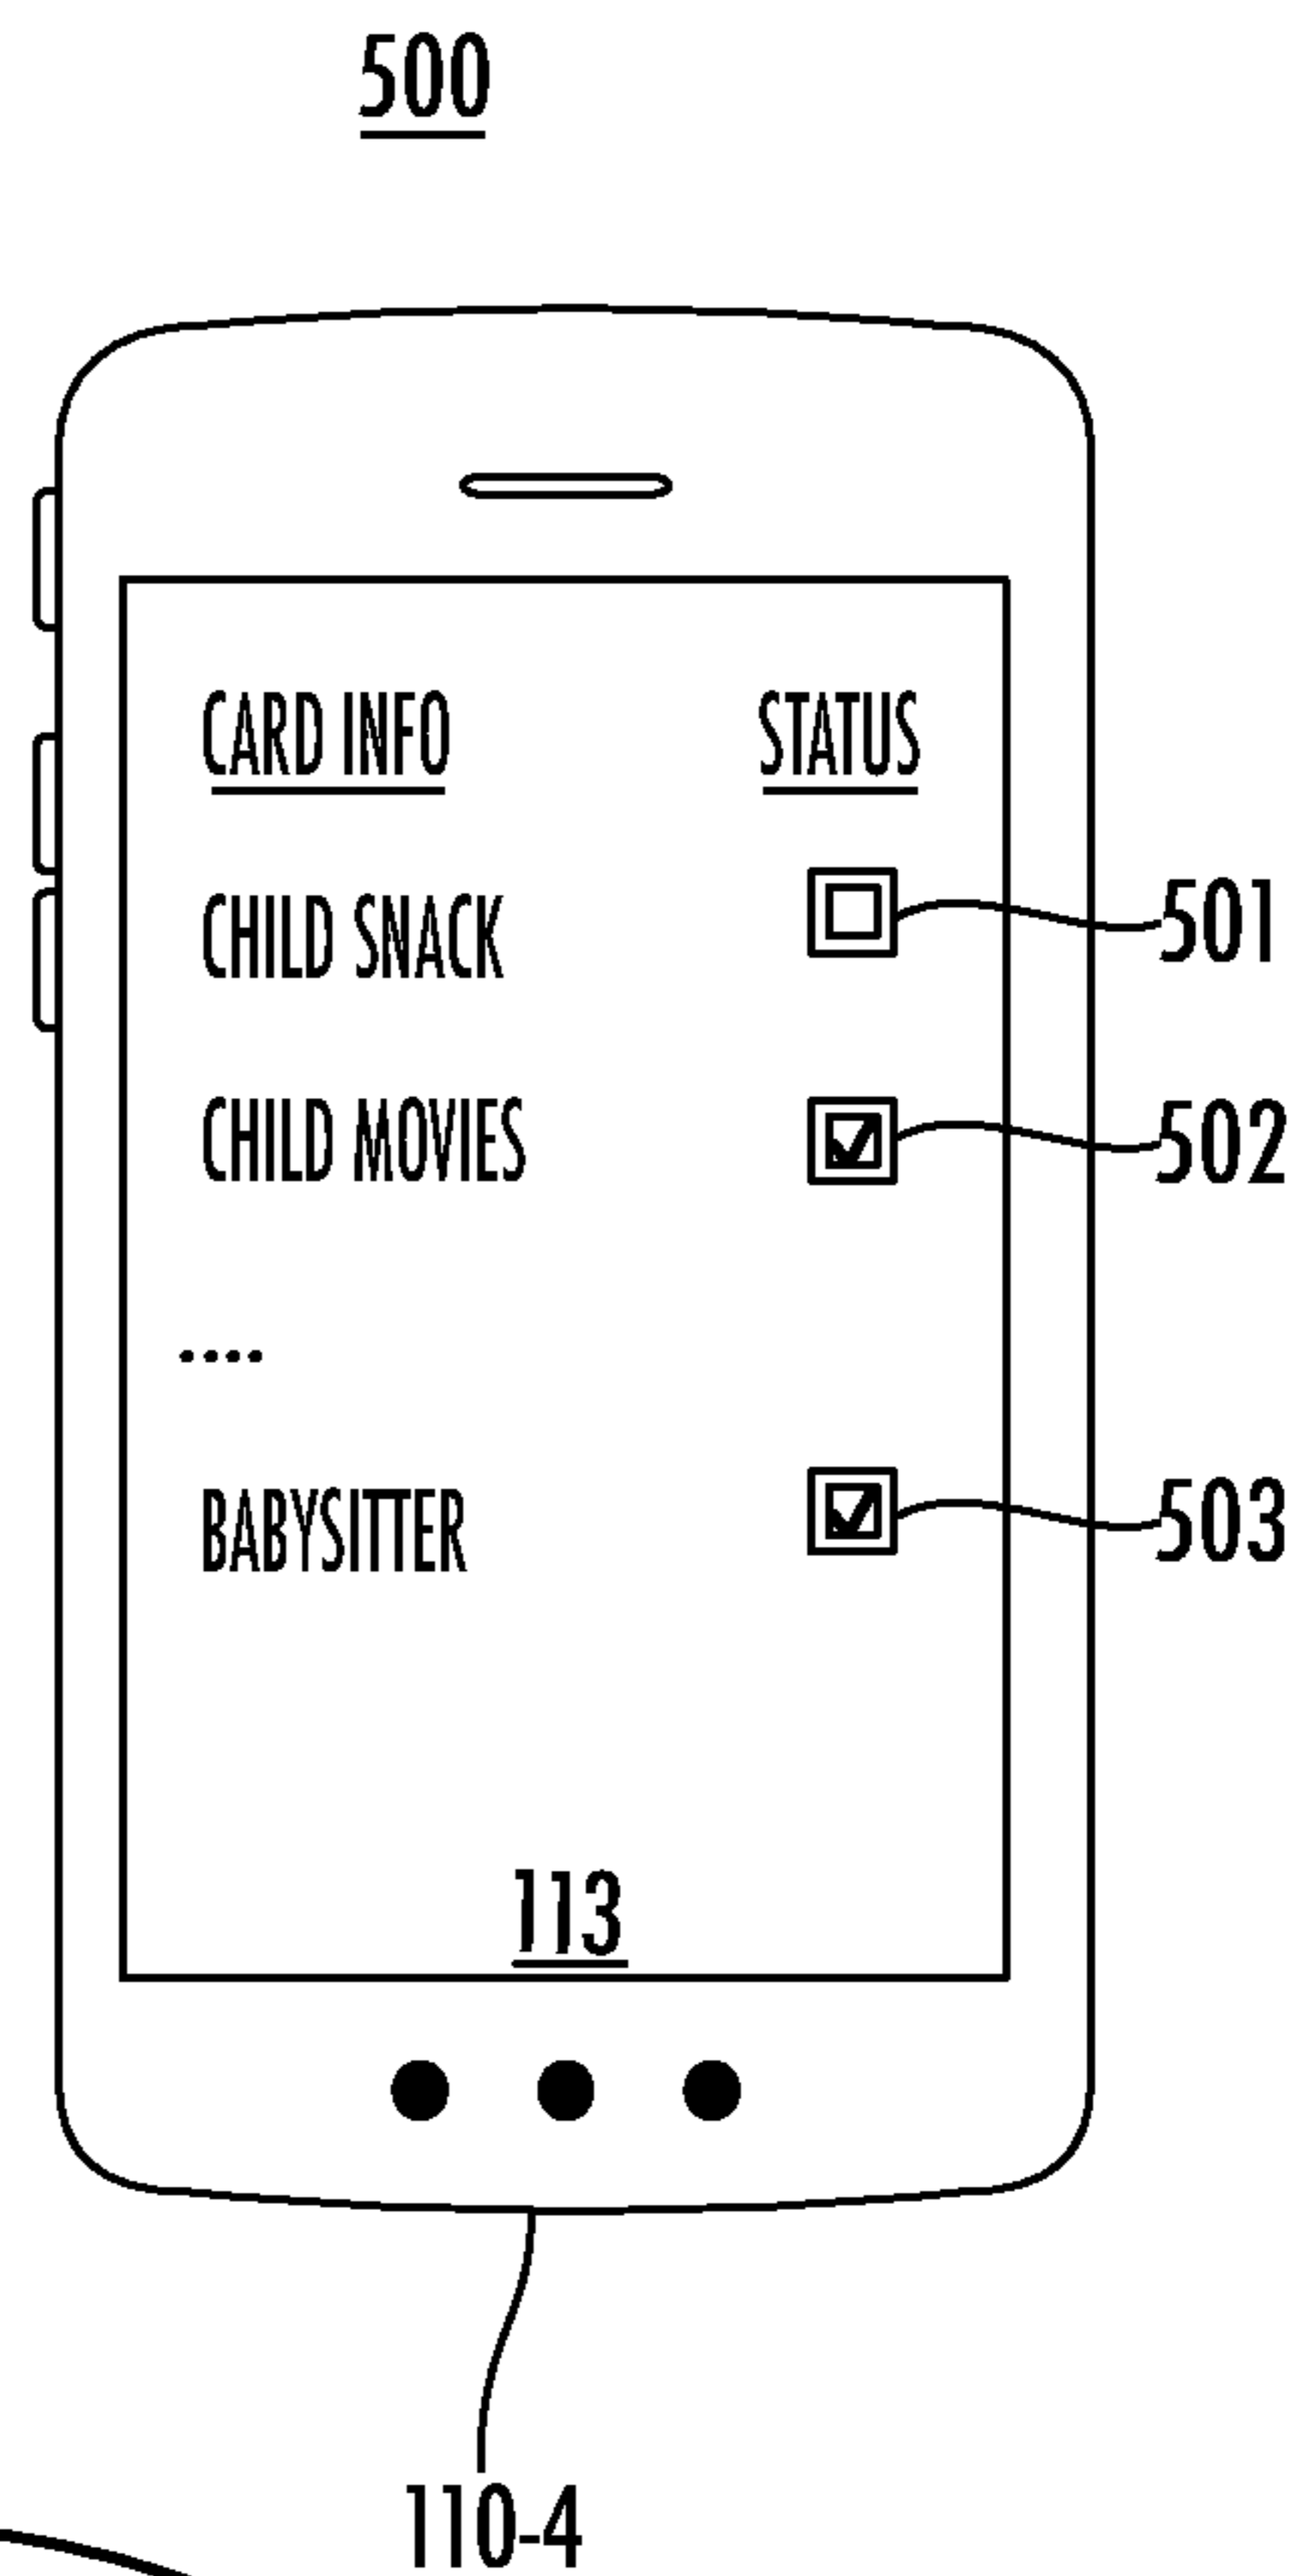 500
CARD INFO STATUS
CHILD SNACK 501
CHILD MOVIES 502
....
BABYSITTER 503
113
110-4